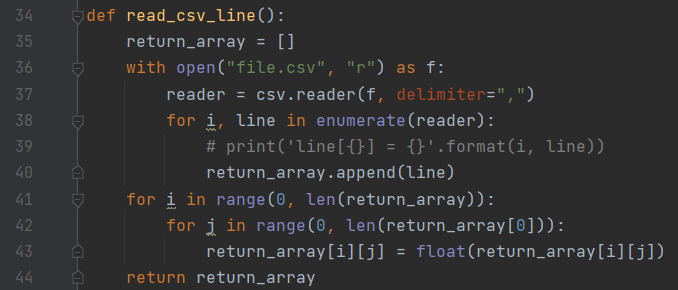 34 def read_csv_line():
35     return_array = []
36     with open("file.csv", "r") as f:
37         reader = csv.reader(f, delimiter=",")
38         for i, line in enumerate(reader):
39             # print('line[{}] = {}'.format(i, line))
40             return_array.append(line)
41     for i in range(0, len(return_array)):
42         for j in range(0, len(return_array[0])):
43             return_array[i][j] = float(return_array[i][j])
44     return return_array